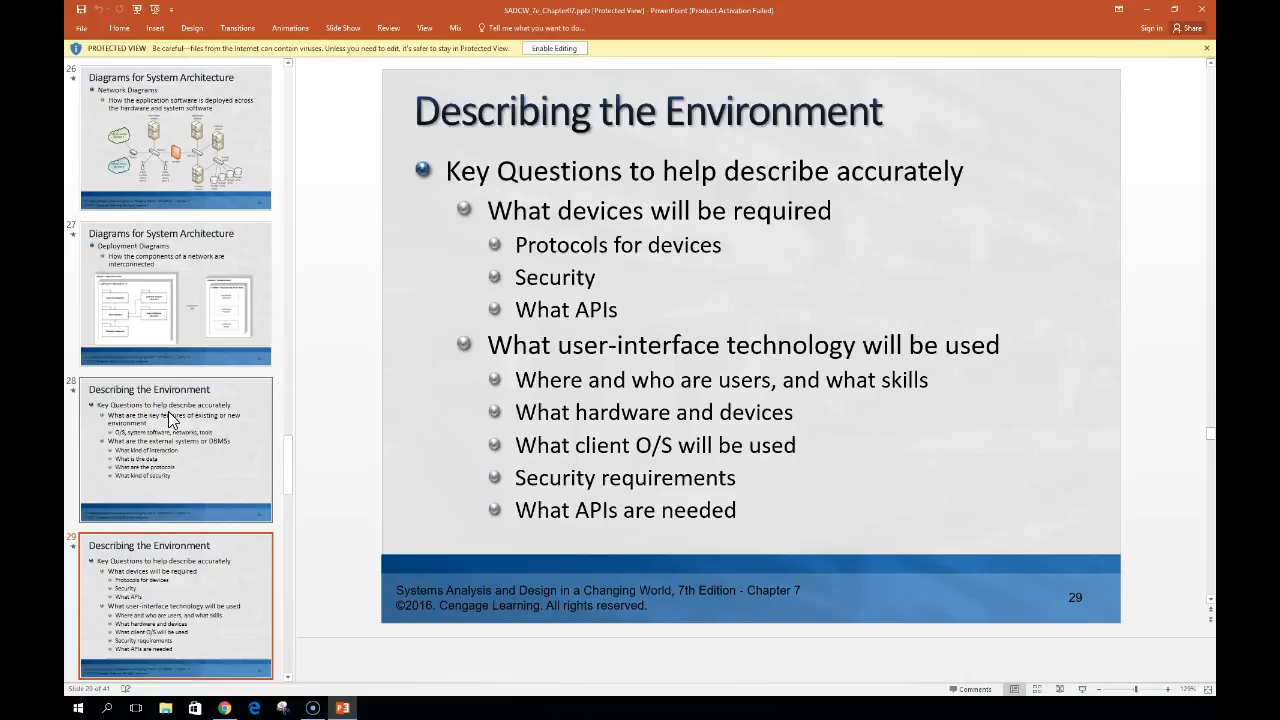 SADCW_7e_Chapter07.pptx [Protected View] - PowerPoint (Product Activation Failed)
File Home Insert Design Transitions Animations Slide Show Review View Mix Tell me what you want to do... Sign in Share
PROTECTED VIEW Be careful—files from the Internet can contain viruses. Unless you need to edit, it's safer to stay in Protected View. Enable Editing
26
Diagrams for System Architecture
Network Diagrams
How the application software is deployed across
the hardware and system software
27
Diagrams for System Architecture
Deployment Diagrams
How the components of a network are
interconnected
28
Describing the Environment
Key Questions to help describe accurately
What are the key features of existing or new
environment
O/S, system software, networks, tools
What are the external systems or DBMSs
What kind of interaction
What is the data
What are the protocols
What kind of security
29
Describing the Environment
Key Questions to help describe accurately
What devices will be required
Protocols for devices
Security
What APIs
What user-interface technology will be used
Where and who are users, and what skills
What hardware and devices
What client O/S will be used
Security requirements
What APIs are needed
Describing the Environment
Key Questions to help describe accurately
What devices will be required
Protocols for devices
Security
What APIs
What user-interface technology will be used
Where and who are users, and what skills
What hardware and devices
What client O/S will be used
Security requirements
What APIs are needed
Systems Analysis and Design in a Changing World, 7th Edition - Chapter 7
©2016. Cengage Learning. All rights reserved.
29
Slide 29 of 41
Comments
129%